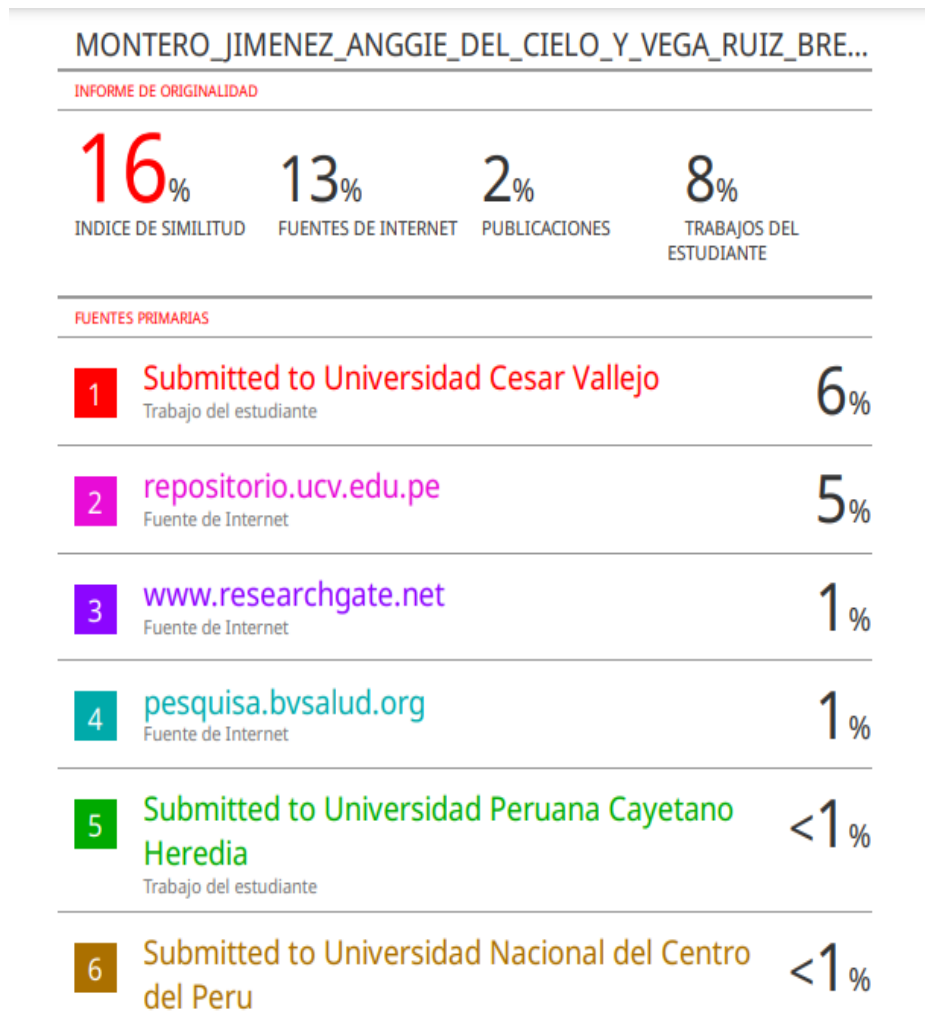 MONTERO_JIMENEZ_ANGGIE_DEL_CIELO_Y_VEGA_RUIZ_BRE...
INFORME DE ORIGINALIDAD
16%
INDICE DE SIMILITUD
13%
FUENTES DE INTERNET
2%
PUBLICACIONES
8%
TRABAJOS DEL
ESTUDIANTE
FUENTES PRIMARIAS
1
Submitted to Universidad Cesar Vallejo
Trabajo del estudiante
6%
2
repositorio.ucv.edu.pe
Fuente de Internet
5%
3
www.researchgate.net
Fuente de Internet
1%
4
pesquisa.bvsalud.org
Fuente de Internet
1%
5
Submitted to Universidad Peruana Cayetano
Heredia
Trabajo del estudiante
<1%
6
Submitted to Universidad Nacional del Centro
del Peru
<1%